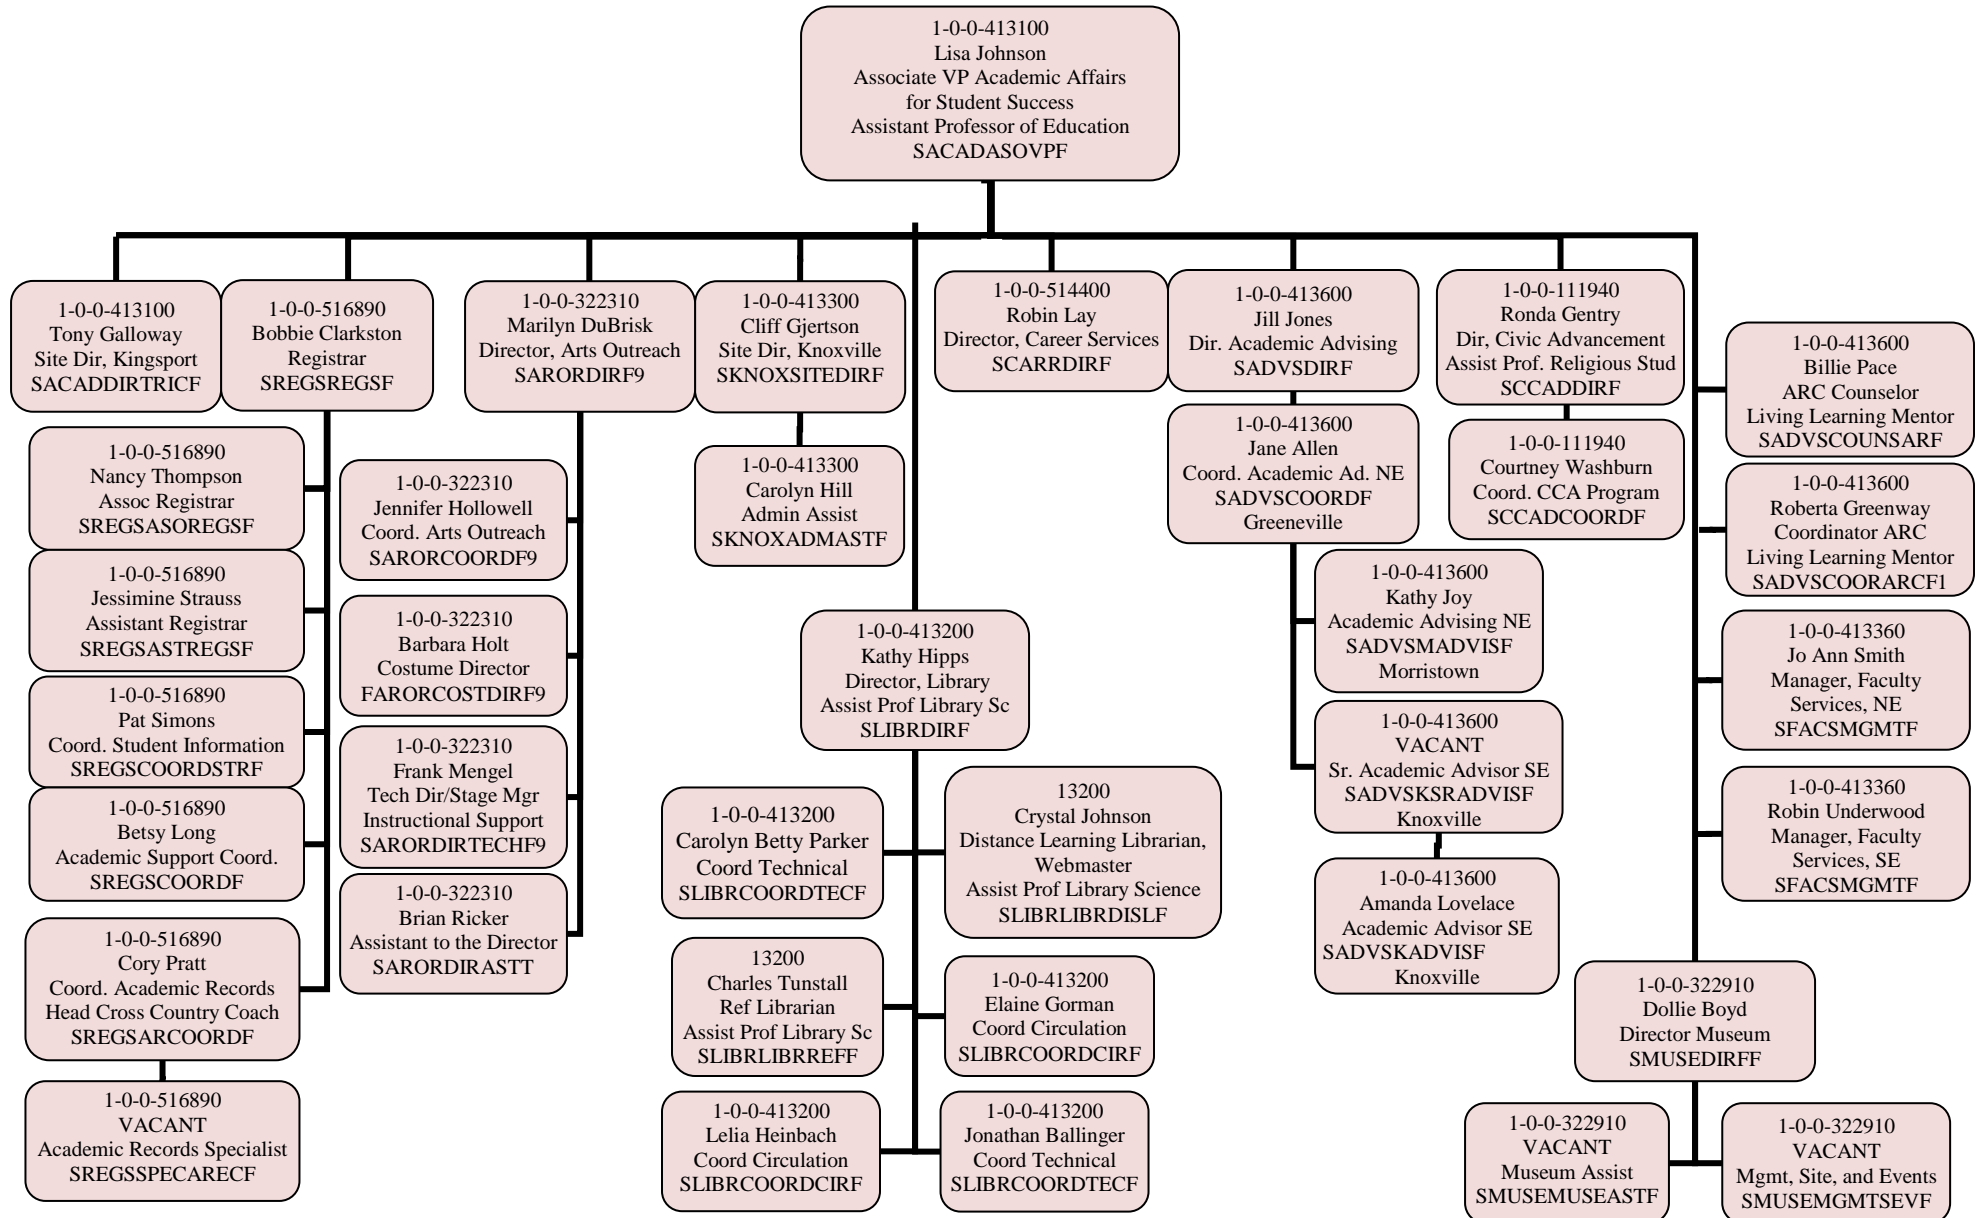 1-0-0-413100
Lisa Johnson
Associate VP Academic Affairs
for Student Success
Assistant Professor of Education
SACADASOVPF
1-0-0-413100
Tony Galloway
Site Dir, Kingsport
SACADDIRTRICF
1-0-0-516890
Bobbie Clarkston
Registrar
SREGSREGSF
1-0-0-516890
Nancy Thompson
Assoc Registrar
SREGSASOREGSF
1-0-0-516890
Jessimine Strauss
Assistant Registrar
SREGSASTREGSF
1-0-0-516890
Pat Simons
Coord. Student Information
SREGSCOORDSTRF
1-0-0-516890
Betsy Long
Academic Support Coord.
SREGSCOORDF
1-0-0-516890
Cory Pratt
Coord. Academic Records
Head Cross Country Coach
SREGSARCOORDF
1-0-0-516890
VACANT
Academic Records Specialist
SREGSSPECARECF
1-0-0-322310
Marilyn DuBrisk
Director, Arts Outreach
SARORDIRF9
1-0-0-322310
Jennifer Hollowell
Coord. Arts Outreach
SARORCOORDF9
1-0-0-322310
Barbara Holt
Costume Director
FARORCOSTDIRF9
1-0-0-322310
Frank Mengel
Tech Dir/Stage Mgr
Instructional Support
SARORDIRTECHF9
1-0-0-322310
Brian Ricker
Assistant to the Director
SARORDIRASTT
1-0-0-413300
Cliff Gjertson
Site Dir, Knoxville
SKNOXSITEDIRF
1-0-0-413300
Carolyn Hill
Admin Assist
SKNOXADMASTF
1-0-0-413200
Kathy Hipps
Director, Library
Assist Prof Library Sc
SLIBRDIRF
1-0-0-413200
Carolyn Betty Parker
Coord Technical
SLIBRCOORDTECF
13200
Crystal Johnson
Distance Learning Librarian,
Webmaster
Assist Prof Library Science
SLIBRLIBRDISLF
13200
Charles Tunstall
Ref Librarian
Assist Prof Library Sc
SLIBRLIBRREFF
1-0-0-413200
Elaine Gorman
Coord Circulation
SLIBRCOORDCIRF
1-0-0-413200
Lelia Heinbach
Coord Circulation
SLIBRCOORDCIRF
1-0-0-413200
Jonathan Ballinger
Coord Technical
SLIBRCOORDTECF
1-0-0-514400
Robin Lay
Director, Career Services
SCARRDIRF
1-0-0-413600
Jill Jones
Dir. Academic Advising
SADVSDIRF
1-0-0-413600
Jane Allen
Coord. Academic Ad. NE
SADVSCOORDF
Greeneville
1-0-0-413600
Kathy Joy
Academic Advising NE
SADVSMADVISF
Morristown
1-0-0-413600
VACANT
Sr. Academic Advisor SE
SADVSKSRADVISF
Knoxville
1-0-0-413600
Amanda Lovelace
Academic Advisor SE
SADVSKADVISF
Knoxville
1-0-0-111940
Ronda Gentry
Dir, Civic Advancement
Assist Prof. Religious Stud
SCCADDIRF
1-0-0-111940
Courtney Washburn
Coord. CCA Program
SCCADCOORDF
1-0-0-413600
Billie Pace
ARC Counselor
Living Learning Mentor
SADVSCOUNSARF
1-0-0-413600
Roberta Greenway
Coordinator ARC
Living Learning Mentor
SADVSCOORARCF1
1-0-0-413360
Jo Ann Smith
Manager, Faculty
Services, NE
SFACSMGMTF
1-0-0-413360
Robin Underwood
Manager, Faculty
Services, SE
SFACSMGMTF
1-0-0-322910
Dollie Boyd
Director Museum
SMUSEDIRFF
1-0-0-322910
VACANT
Museum Assist
SMUSEMUSEASTF
1-0-0-322910
VACANT
Mgmt, Site, and Events
SMUSEMGMTSEVF